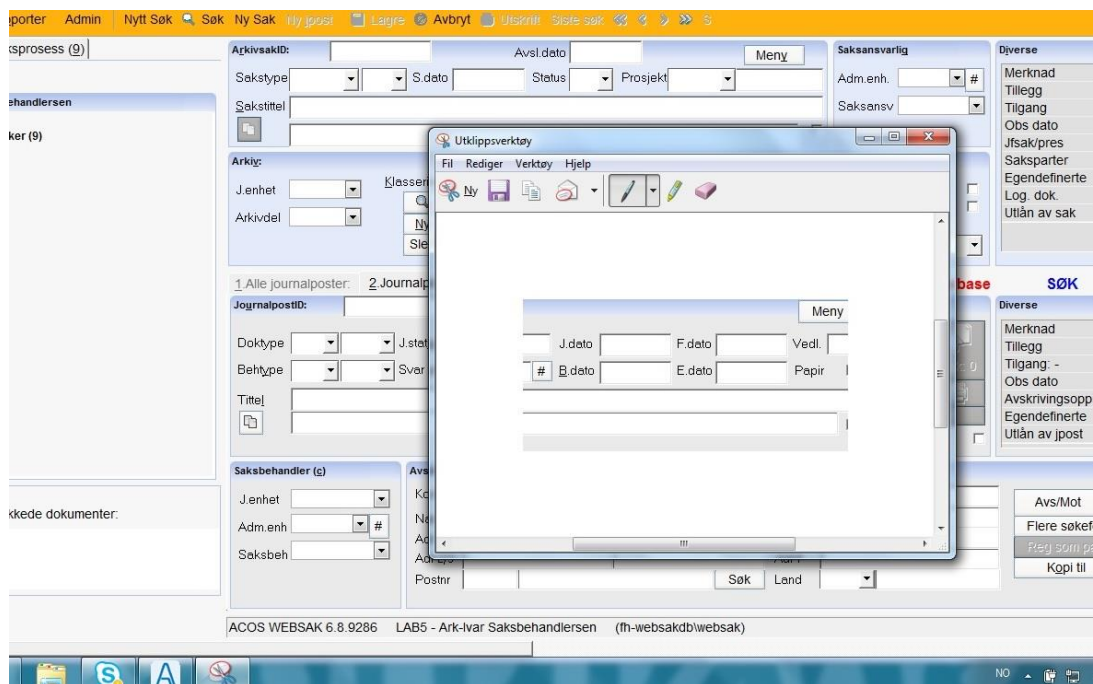 porter Admin Nytt Søk Søk Ny Sak Ny jpost Lagre Avbryt Utskrift Siste søk
ksprosess (9)
ehandlersen
ker (9)
kkede dokumenter:
ArkivsakID: Avsl.dato Meny
Sakstype S.dato Status Prosjekt
Sakstittel
Saksansvarlig
Adm.enh. #
Saksansv
Diverse
Merknad
Tillegg
Tilgang
Obs dato
Jfsak/pres
Saksparter
Egendefinerte
Log. dok.
Utlån av sak
Arkiv:
J.enhet
Arkivdel
Klasseri
Ny
Sle
Utklippsverktøy
Fil Rediger Verktøy Hjelp
Ny
Meny
J.dato F.dato Vedl.
# B.dato E.dato Papir
1.Alle journalposter: 2.Journalp
base SØK
JournalpostID:
Doktype J.stat
Behtype Svar
Tittel
Diverse
Merknad
Tillegg
Tilgang: -
Obs dato
Avskrivingsopp
Egendefinerte
Utlån av jpost
Saksbehandler (c)
J.enhet
Adm.enh #
Saksbeh
Avs
Postnr Søk Land
Avs/Mot
Flere søkef
Reg som pa
Kopi til
ACOS WEBSAK 6.8.9286 LAB5 - Ark-Ivar Saksbehandlersen (fh-websakdb\websak)
NO